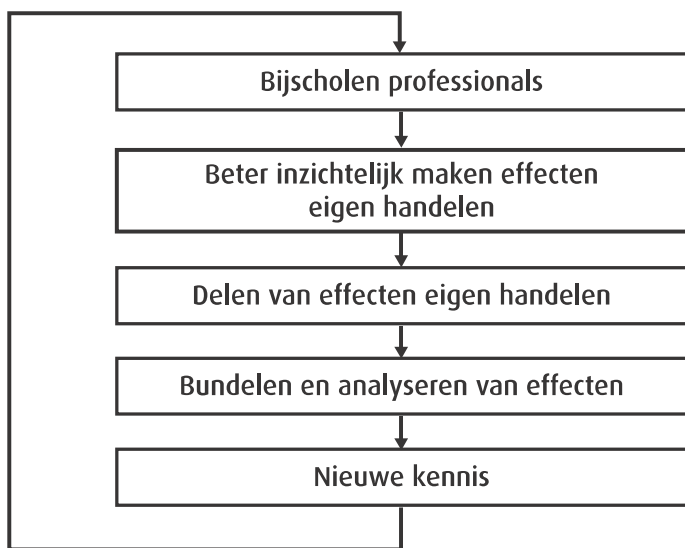 Bijscholen professionals
Beter inzichtelijk maken effecten
eigen handelen
Delen van effecten eigen handelen
Bundelen en analyseren van effecten
Nieuwe kennis